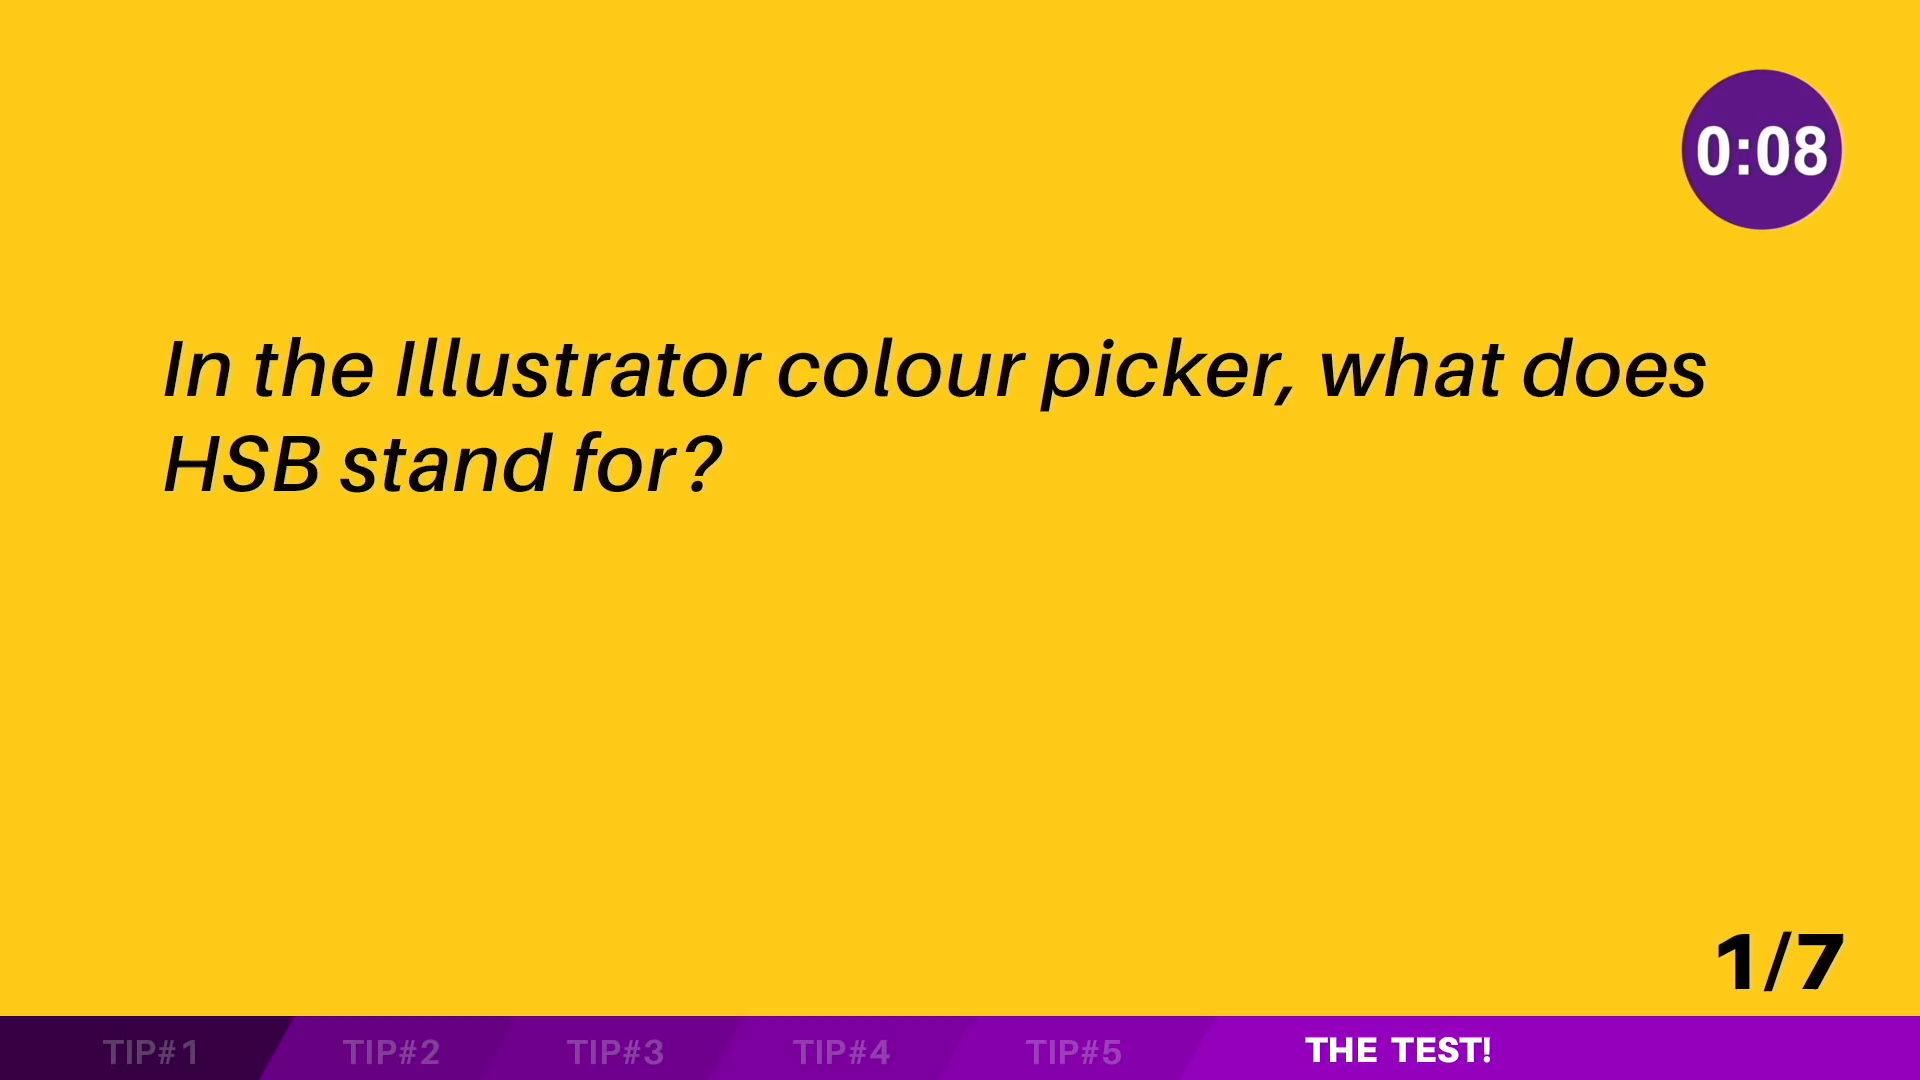 0:08
In the Illustrator colour picker, what does
HSB stand for?
1/7
TIP#1 TIP#2 TIP#3 TIP#4 TIP#5 THE TEST!